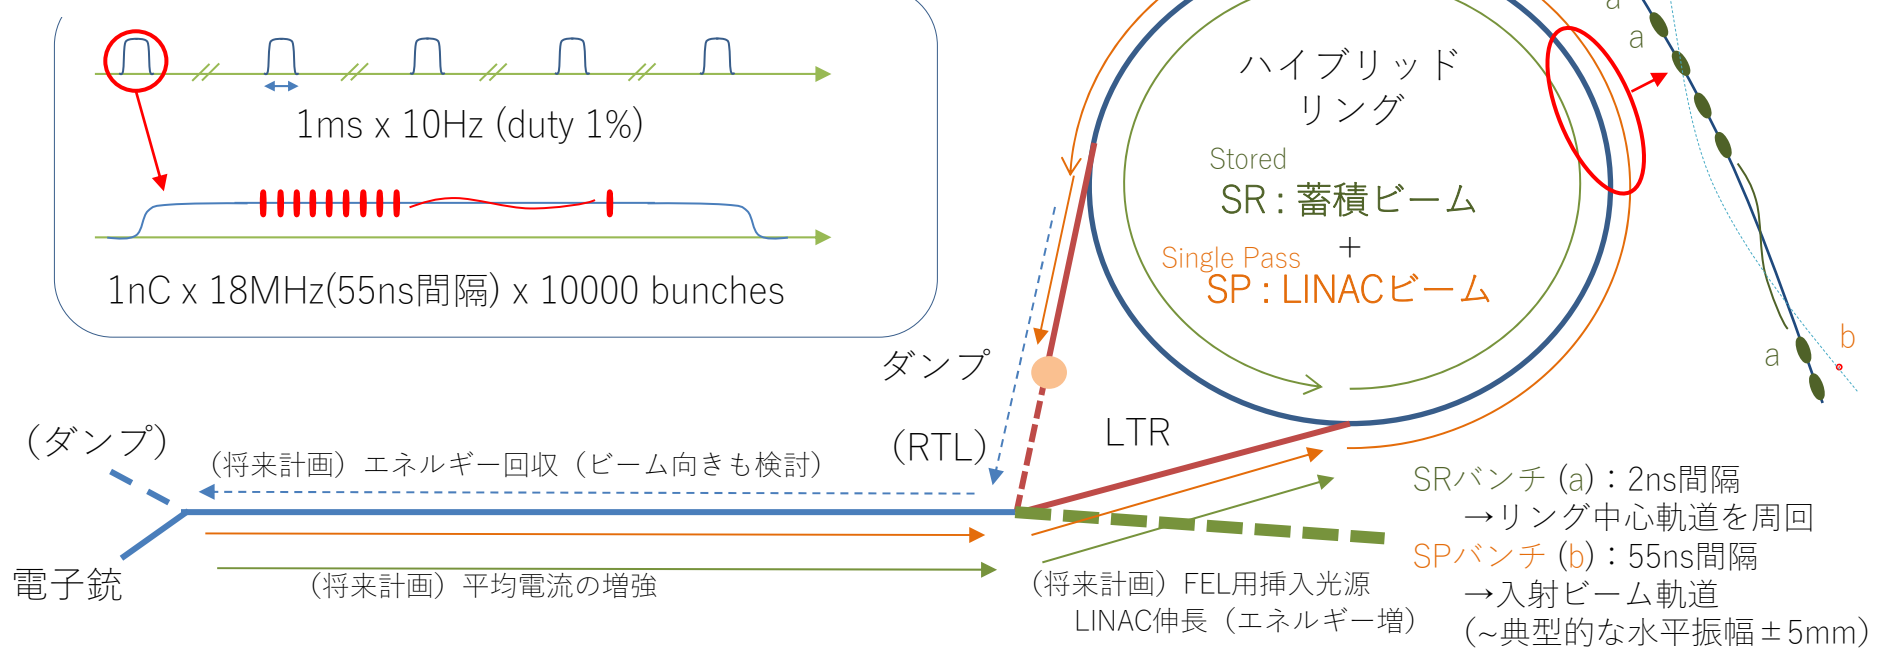 1ms x 10Hz (duty 1%)
1nC x 18MHz(55ns間隔) x 10000 bunches
ハイブリッド
リング
Stored
SR : 蓄積ビーム
+
Single Pass
SP : LINACビーム
a
a
a
b
ダンプ
(RTL)
LTR
(ダンプ)
(将来計画) エネルギー回収 (ビーム向きも検討)
電子銃
(将来計画) 平均電流の増強
(将来計画) FEL用挿入光源
LINAC伸長 (エネルギー増)
SRバンチ (a) : 2ns間隔
→リング中心軌道を周回
SPバンチ (b) : 55ns間隔
→入射ビーム軌道
(~典型的な水平振幅±5mm)